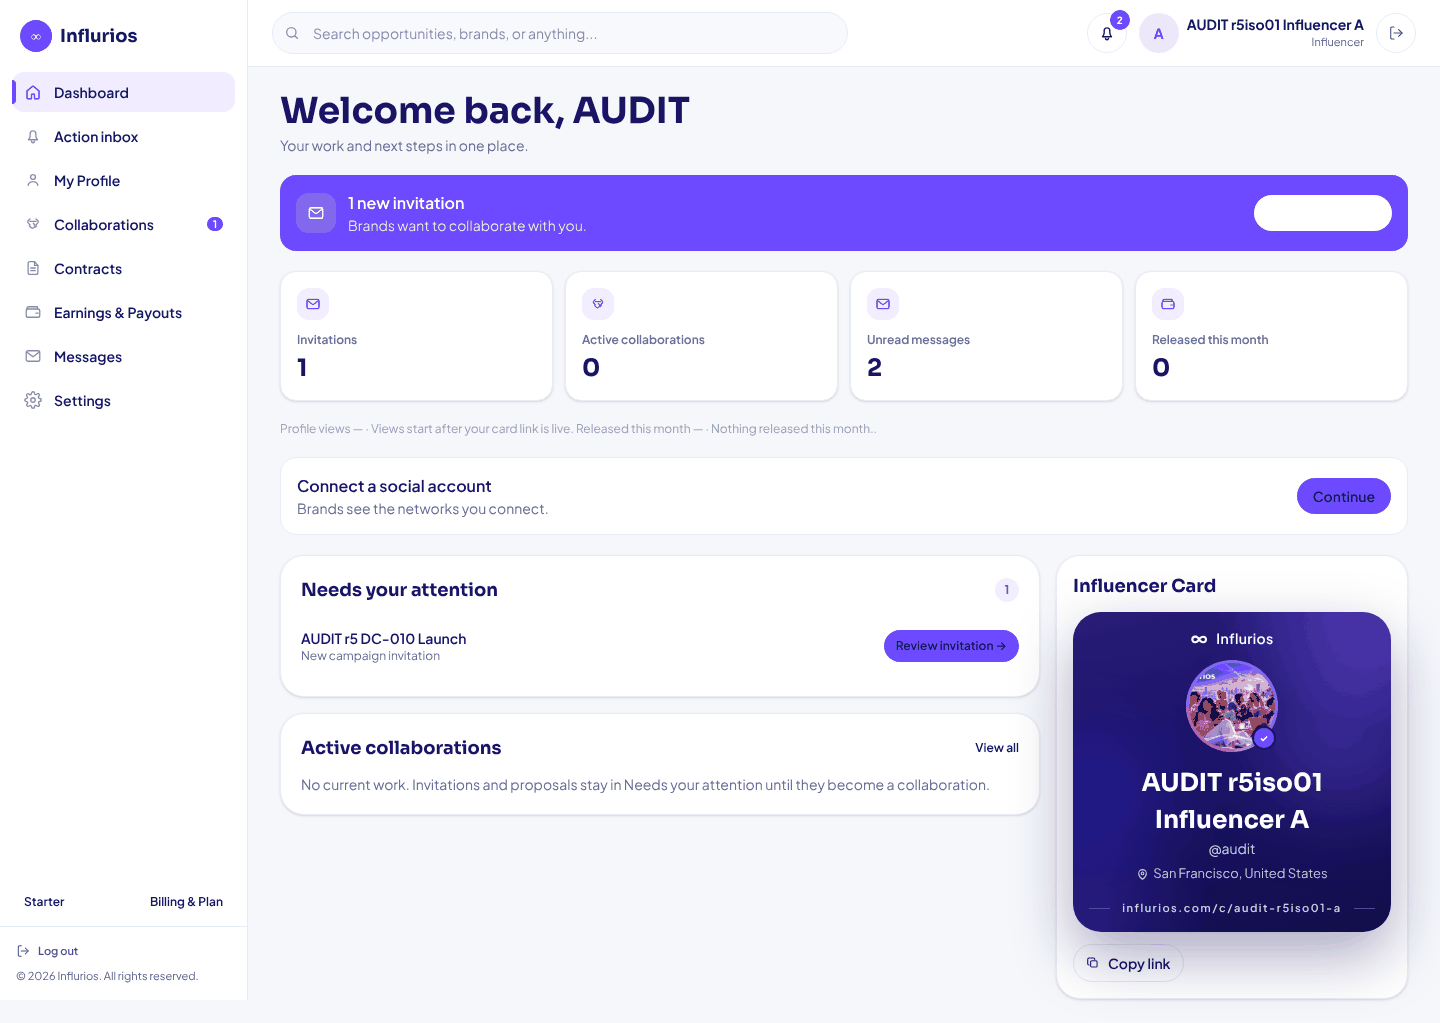 Influrios
Search opportunities, brands, or anything...
2
A
AUDIT r5iso01 Influencer A
Influencer
Dashboard
Action inbox
My Profile
Collaborations
1
Contracts
Earnings & Payouts
Messages
Settings
Starter
Billing & Plan
Log out
© 2026 Influrios. All rights reserved.
Welcome back, AUDIT
Your work and next steps in one place.
1 new invitation
Brands want to collaborate with you.
Invitations
1
Active collaborations
0
Unread messages
2
Released this month
0
Profile views — · Views start after your card link is live. Released this month — · Nothing released this month..
Connect a social account
Brands see the networks you connect.
Continue
Needs your attention
1
AUDIT r5 DC-010 Launch
New campaign invitation
Review invitation →
Active collaborations
View all
No current work. Invitations and proposals stay in Needs your attention until they become a collaboration.
Influencer Card
Influrios
AUDIT r5iso01
Influencer A
@audit
San Francisco, United States
influrios.com/c/audit-r5iso01-a
Copy link